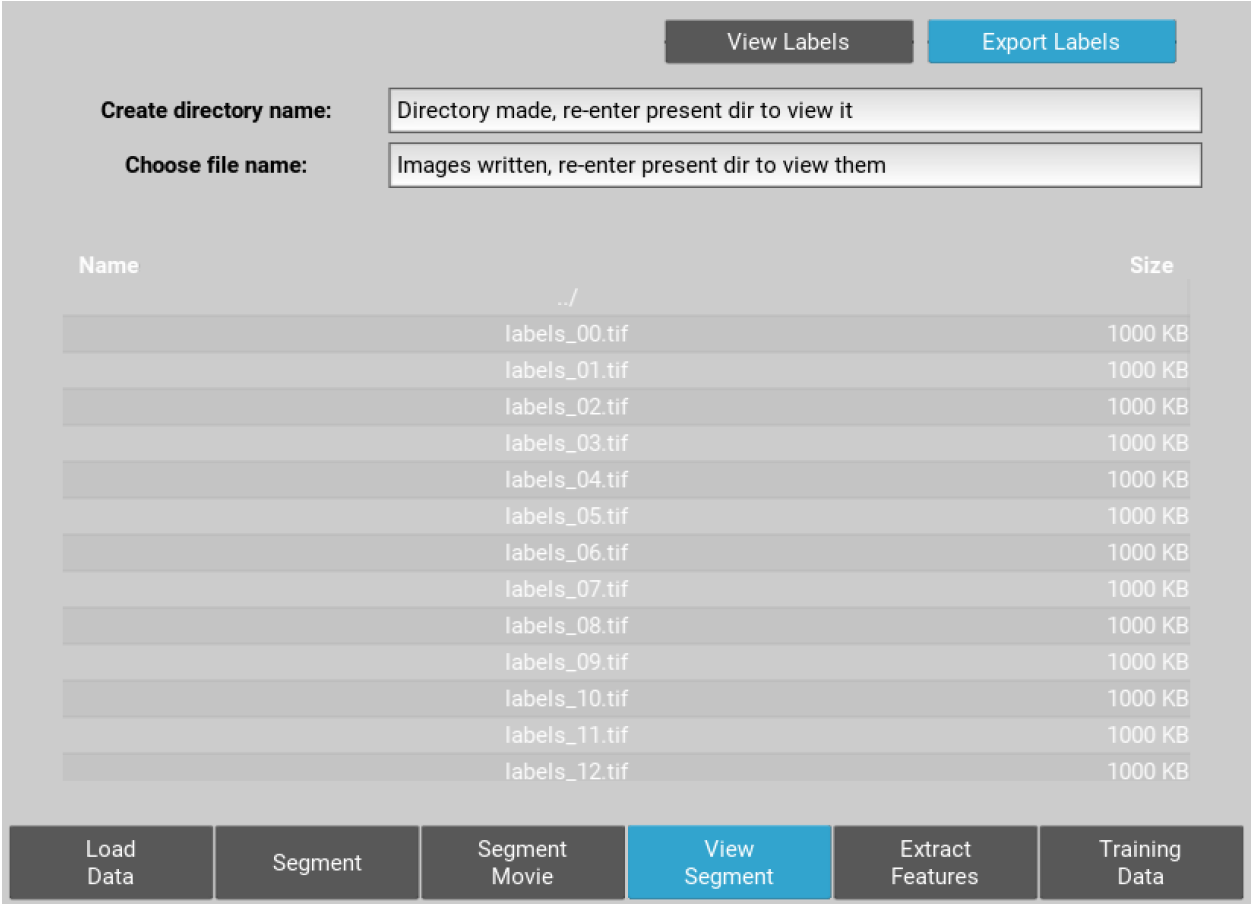 View Labels Export Labels
Create directory name: Directory made, re-enter present dir to view it
Choose file name: Images written, re-enter present dir to view them
Name Size
../
labels_00.tif 1000 KB
labels_01.tif 1000 KB
labels_02.tif 1000 KB
labels_03.tif 1000 KB
labels_04.tif 1000 KB
labels_05.tif 1000 KB
labels_06.tif 1000 KB
labels_07.tif 1000 KB
labels_08.tif 1000 KB
labels_09.tif 1000 KB
labels_10.tif 1000 KB
labels_11.tif 1000 KB
labels_12.tif 1000 KB
Load
Data
Segment
Segment
Movie
View
Segment
Extract
Features
Training
Data